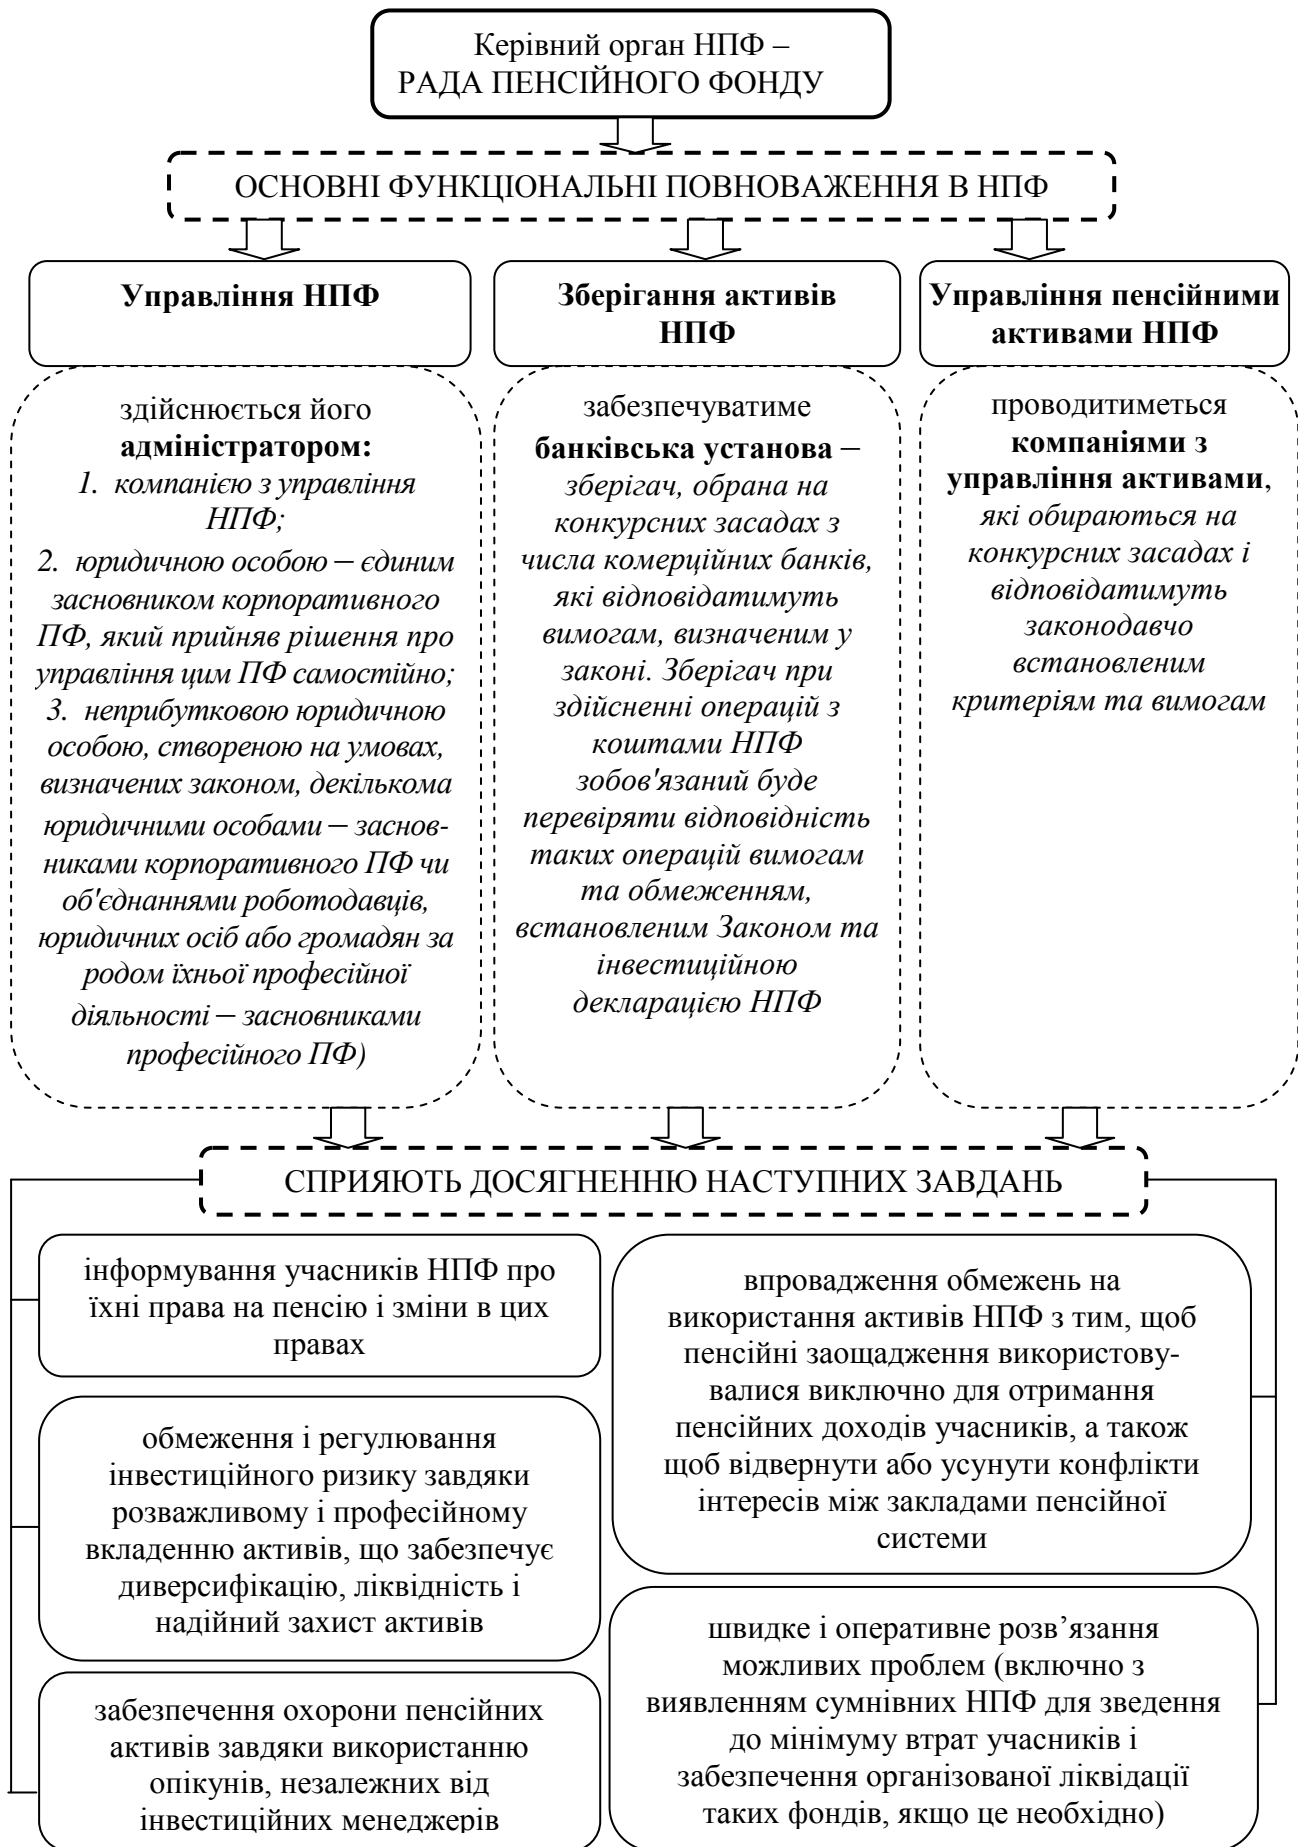 Керівний орган НПФ –
РАДА ПЕНСІЙНОГО ФОНДУ
ОСНОВНІ ФУНКЦІОНАЛЬНІ ПОВНОВАЖЕННЯ В НПФ
Управління НПФ
здійснюється його
адміністратором:
1. компанією з управління
НПФ;
2. юридичною особою – єдиним
засновником корпоративного
ПФ, який прийняв рішення про
управління цим ПФ самостійно;
3. неприбутковою юридичною
особою, створеною на умовах,
визначених законом, декількома
юридичними особами – заснов-
никами корпоративного ПФ чи
об'єднаннями роботодавців,
юридичних осіб або громадян за
родом їхньої професійної
діяльності – засновниками
професійного ПФ)
Зберігання активів
НПФ
забезпечуватиме
банківська установа –
зберігач, обрана на
конкурсних засадах з
числа комерційних банків,
які відповідатимуть
вимогам, визначеним у
законі. Зберігач при
здійсненні операцій з
коштами НПФ
зобов'язаний буде
перевіряти відповідність
таких операцій вимогам
та обмеженням,
встановленим Законом та
інвестиційною
декларацією НПФ
Управління пенсійними
активами НПФ
проводитиметься
компаніями з
управління активами,
які обираються на
конкурсних засадах і
відповідатимуть
законодавчо
встановленим
критеріям та вимогам
СПРИЯЮТЬ ДОСЯГНЕННЮ НАСТУПНИХ ЗАВДАНЬ
інформування учасників НПФ про
їхні права на пенсію і зміни в цих
правах
обмеження і регулювання
інвестиційного ризику завдяки
розважливому і професійному
вкладенню активів, що забезпечує
диверсифікацію, ліквідність і
надійний захист активів
забезпечення охорони пенсійних
активів завдяки використанню
опікунів, незалежних від
інвестиційних менеджерів
впровадження обмежень на
використання активів НПФ з тим, щоб
пенсійні заощадження використову-
валися виключно для отримання
пенсійних доходів учасників, а також
щоб відвернути або усунути конфлікти
інтересів між закладами пенсійної
системи
швидке і оперативне розв’язання
можливих проблем (включно з
виявленням сумнівних НПФ для зведення
до мінімуму втрат учасників і
забезпечення організованої ліквідації
таких фондів, якщо це необхідно)